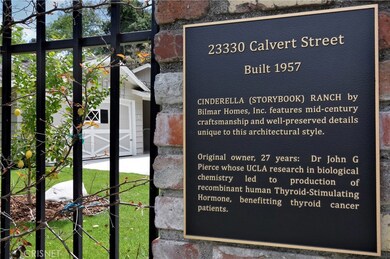 23330 Calvert Street
Built 1957
CINDERELLA (STORYBOOK) RANCH by
Bilmar Homes, Inc. features mid-century
craftsmanship and well-preserved details
unique to this architectural style.
Original owner, 27 years: Dr John G
Pierce whose UCLA research in biological
chemistry led to production of
recombinant human Thyroid-Stimulating
Hormone, benefitting thyroid cancer
patients.
CRISNET